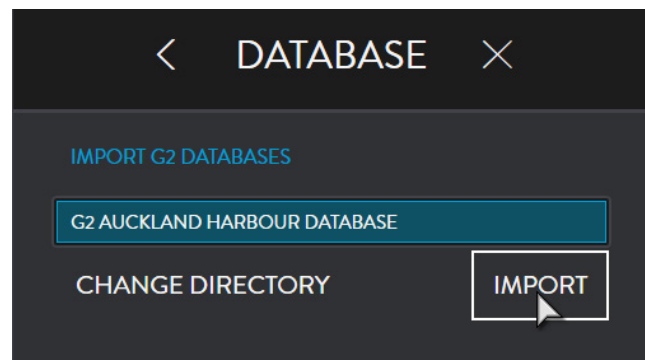 DATABASE
IMPORT G2 DATABASES
G2 AUCKLAND HARBOUR DATABASE
CHANGE DIRECTORY IMPORT